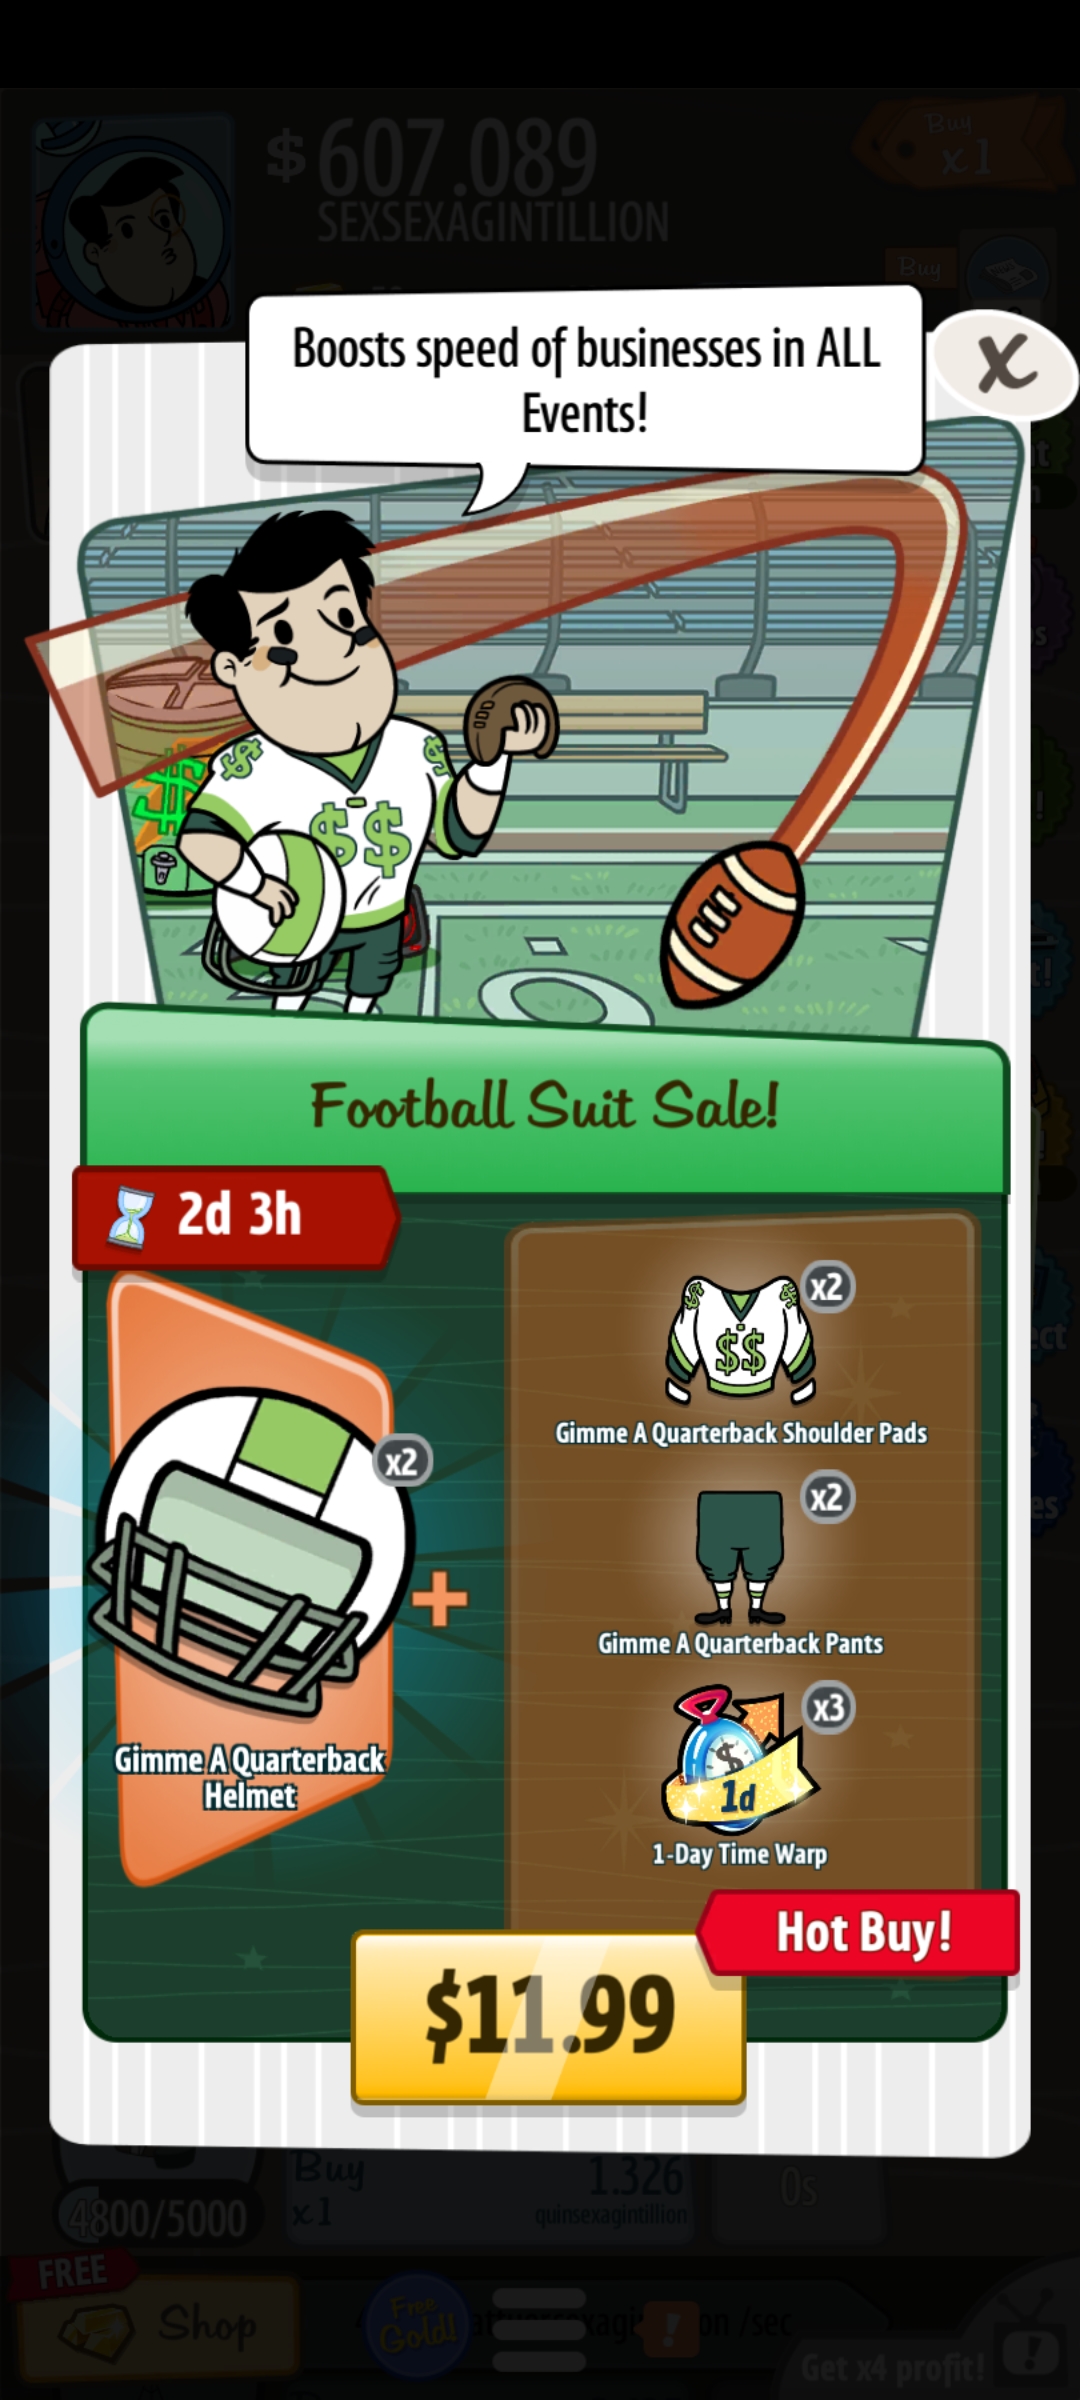 $607.089
SEXSEXAGINTILLION
Buy
x1
Buy
Boosts speed of businesses in ALL
Events!
X
$$
Football Suit Sale!
2d 3h
x2
Gimme A Quarterback
Helmet
+
x2
$$
Gimme A Quarterback Shoulder Pads
x2
Gimme A Quarterback Pants
x3
1d
1-Day Time Warp
Hot Buy!
$11.99
Buy
x1
1.326
quinsexagintillion
0s
4800/5000
FREE
Shop
Free
Gold!
!
/sec
Get x4 profit!
!